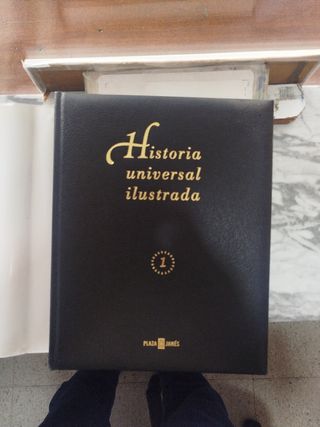 Historia
universal
ilustrada
1
PLAZA JANÉS